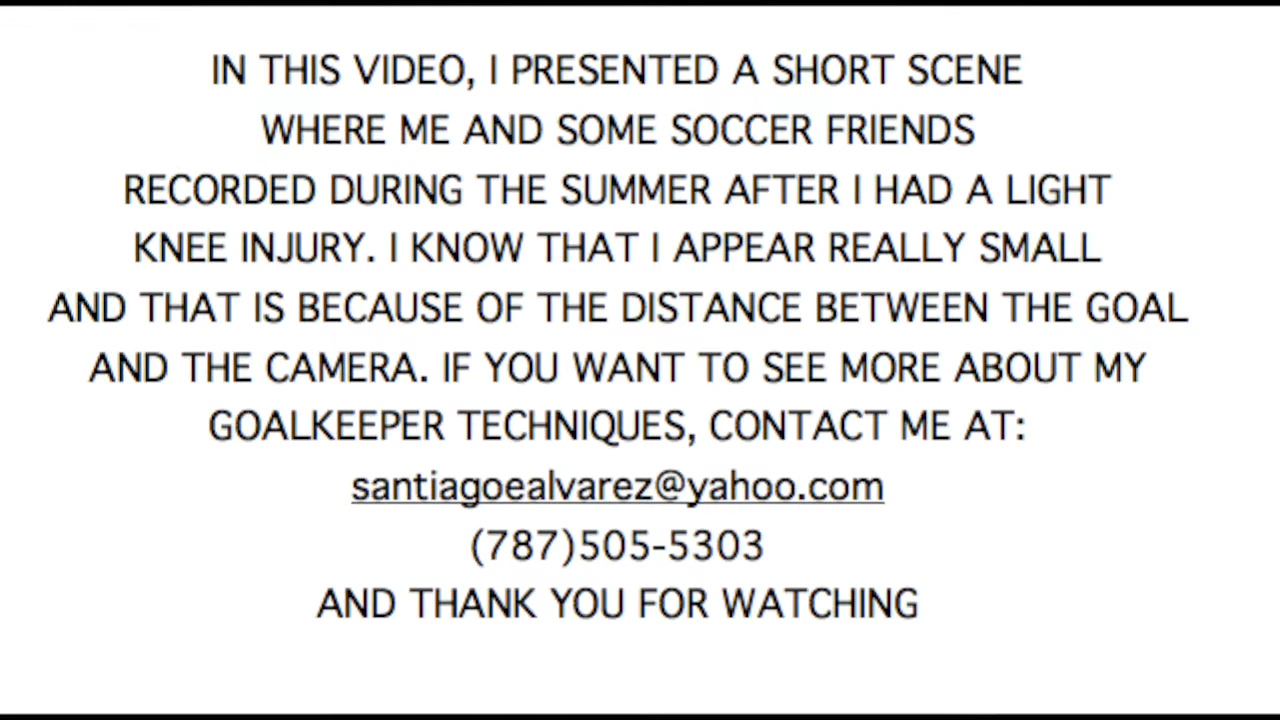 IN THIS VIDEO, I PRESENTED A SHORT SCENE
WHERE ME AND SOME SOCCER FRIENDS
RECORDED DURING THE SUMMER AFTER I HAD A LIGHT
KNEE INJURY. I KNOW THAT I APPEAR REALLY SMALL
AND THAT IS BECAUSE OF THE DISTANCE BETWEEN THE GOAL
AND THE CAMERA. IF YOU WANT TO SEE MORE ABOUT MY
GOALKEEPER TECHNIQUES, CONTACT ME AT:
santiagoealvarez@yahoo.com
(787)505-5303
AND THANK YOU FOR WATCHING